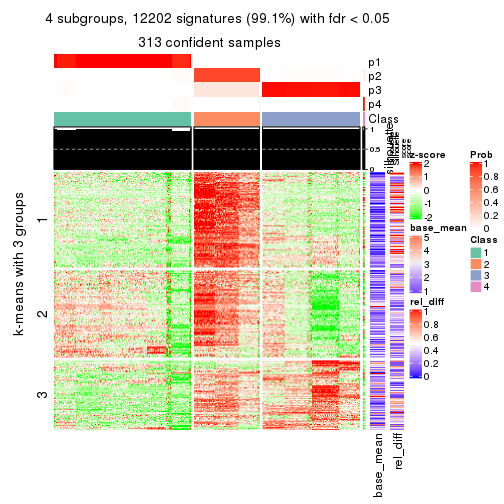 4 subgroups, 12202 signatures (99.1%) with fdr < 0.05
313 confident samples
p1
p2
p3
p4
Class
1
0.5
0
silhouette
k-means with 3 groups
1
2
3
base_mean
rel_diff
z-score
2
1
0
-1
-2
base_mean
5
4
3
2
1
rel_diff
1
0.8
0.6
0.4
0.2
0
Prob
1
0.8
0.6
0.4
0.2
0
Class
1
2
3
4